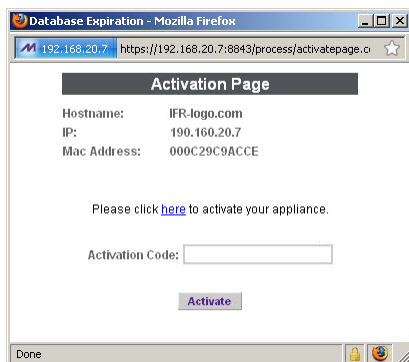 Database Expiration - Mozilla Firefox
192.168.20.7 https://192.168.20.7:8843/process/activatepage.c
Activation Page
Hostname: IFR-logo.com
IP: 190.160.20.7
Mac Address: 000C29C9ACCE
Please click here to activate your appliance.
Activation Code:
Activate
Done